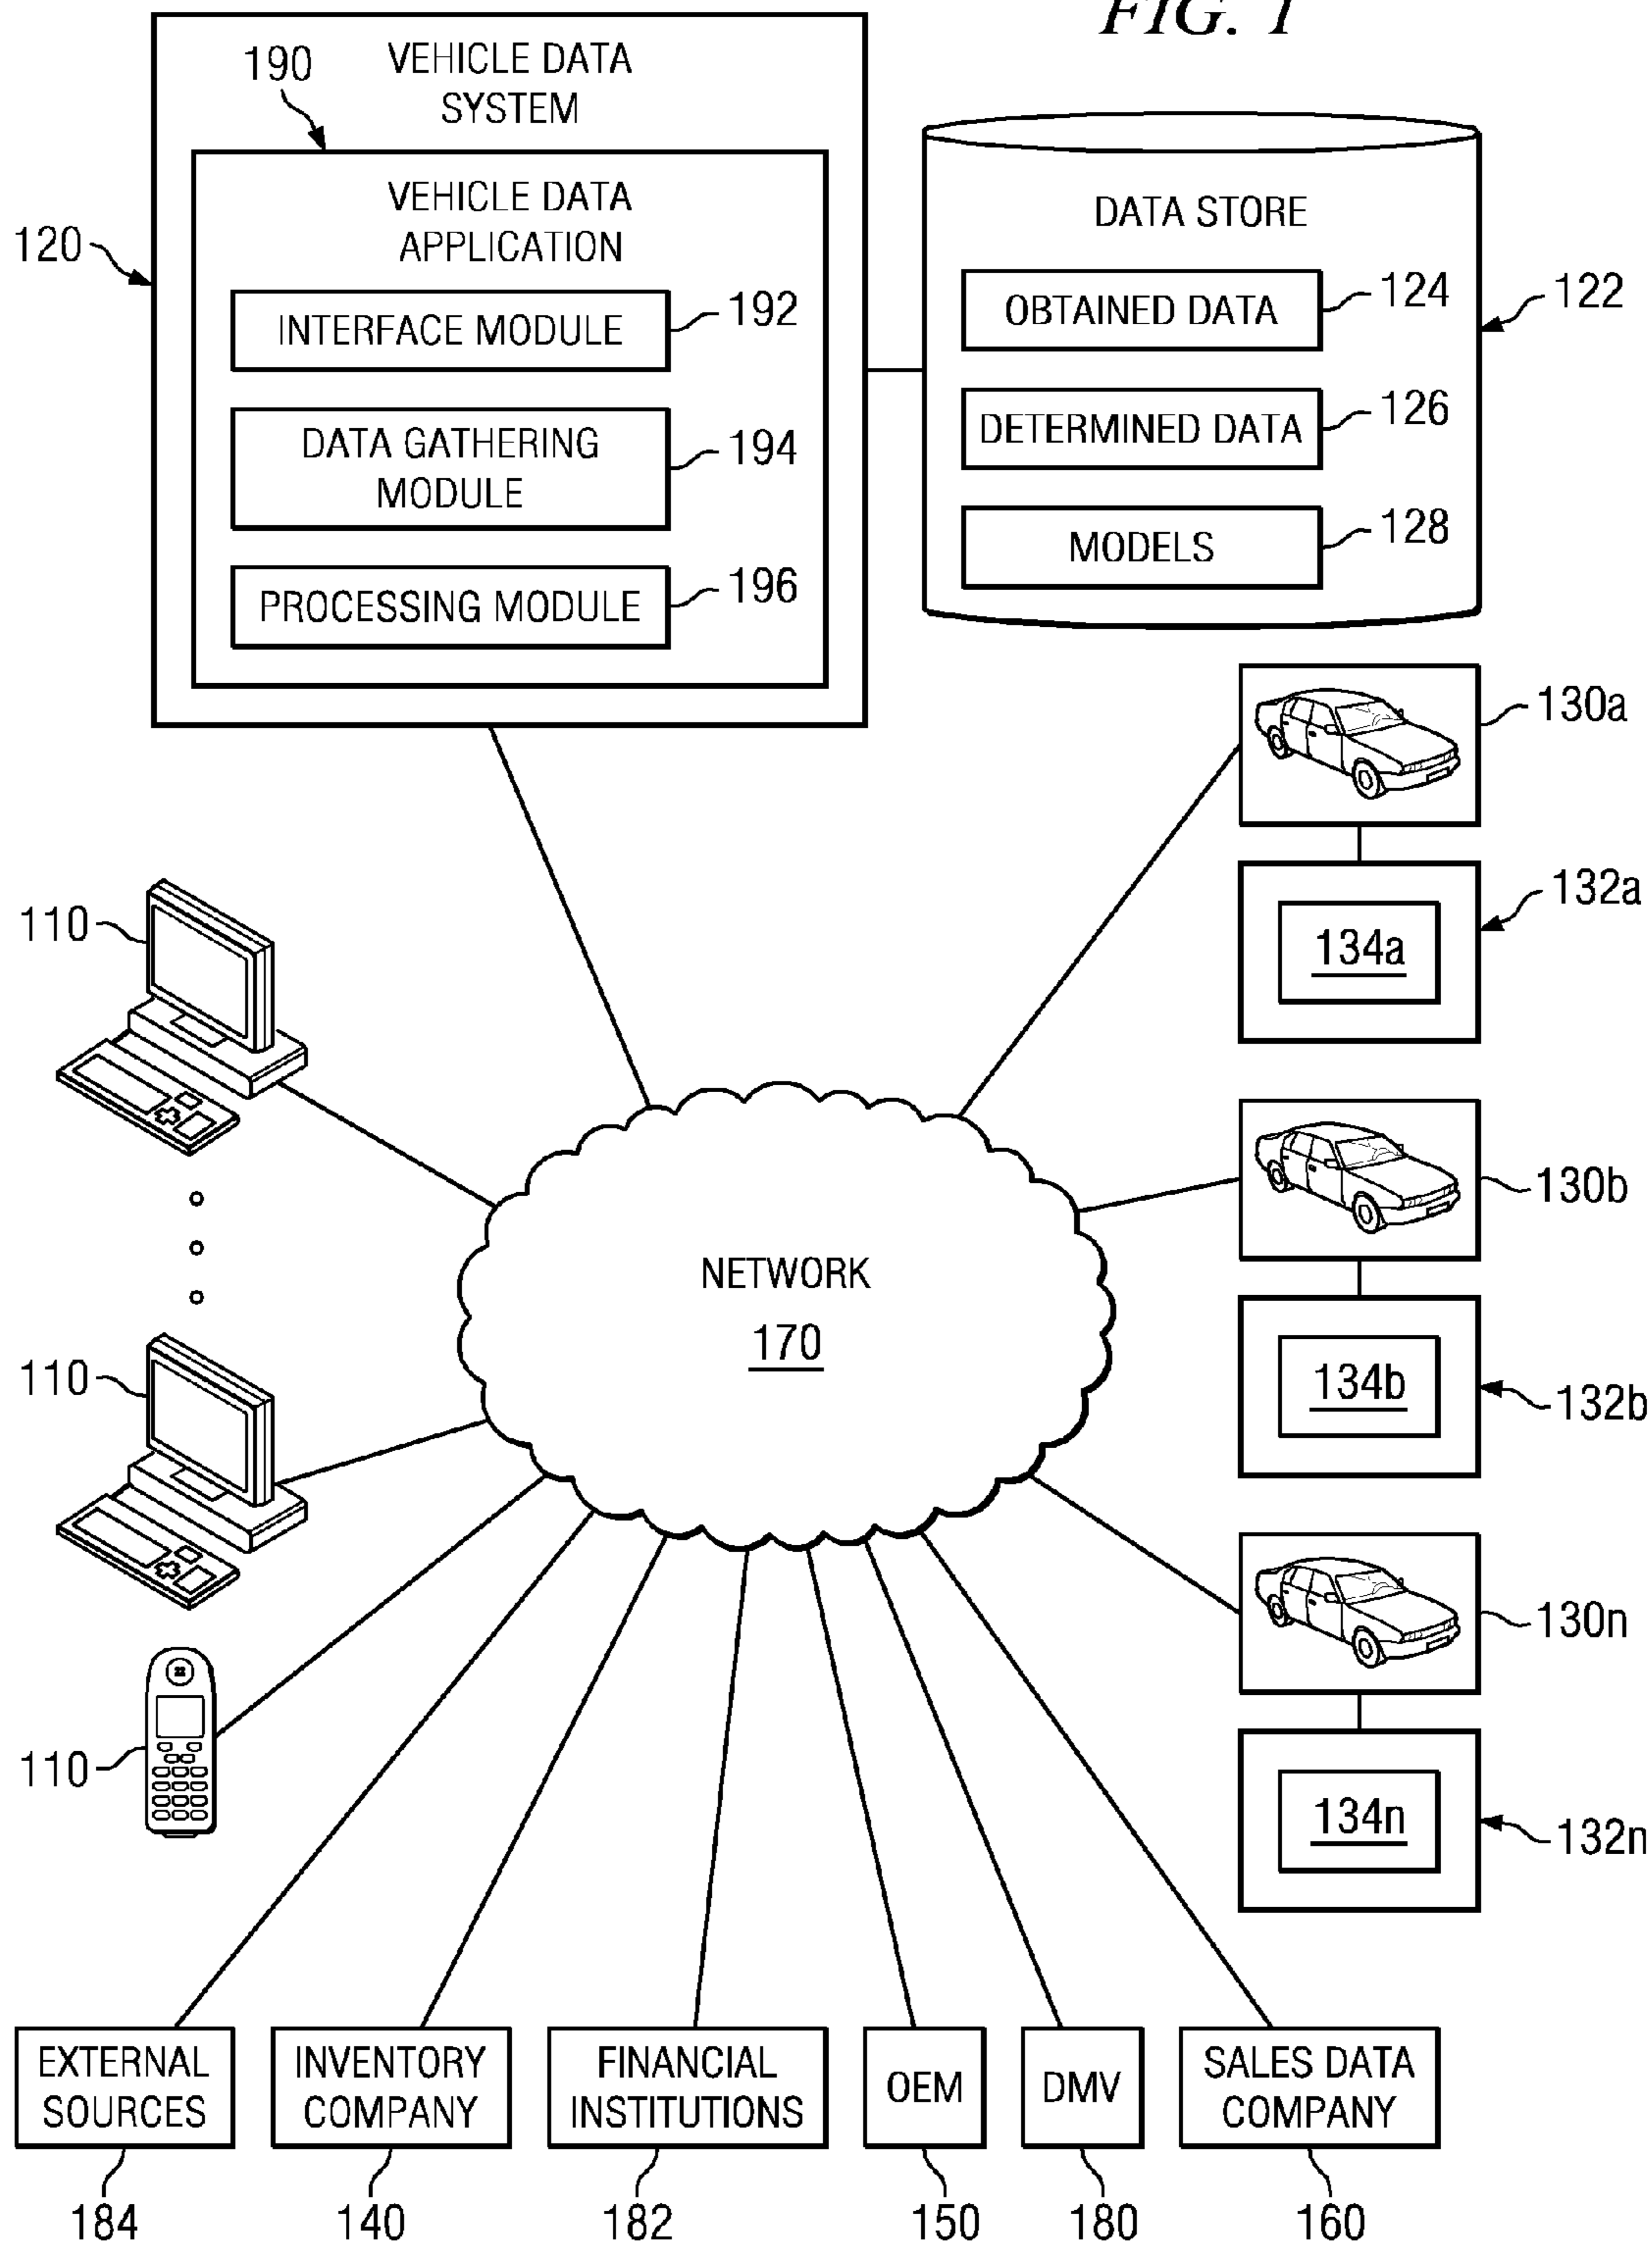 FIG. 1
VEHICLE DATA
SYSTEM
190
VEHICLE DATA
APPLICATION
120
INTERFACE MODULE
192
DATA GATHERING
MODULE
194
PROCESSING MODULE
196
DATA STORE
OBTAINED DATA
124
122
DETERMINED DATA
126
MODELS
128
130a
132a
134a
110
130b
NETWORK
170
134b
132b
110
130n
110
134n
132n
EXTERNAL
SOURCES
INVENTORY
COMPANY
FINANCIAL
INSTITUTIONS
OEM
DMV
SALES DATA
COMPANY
184
140
182
150
180
160